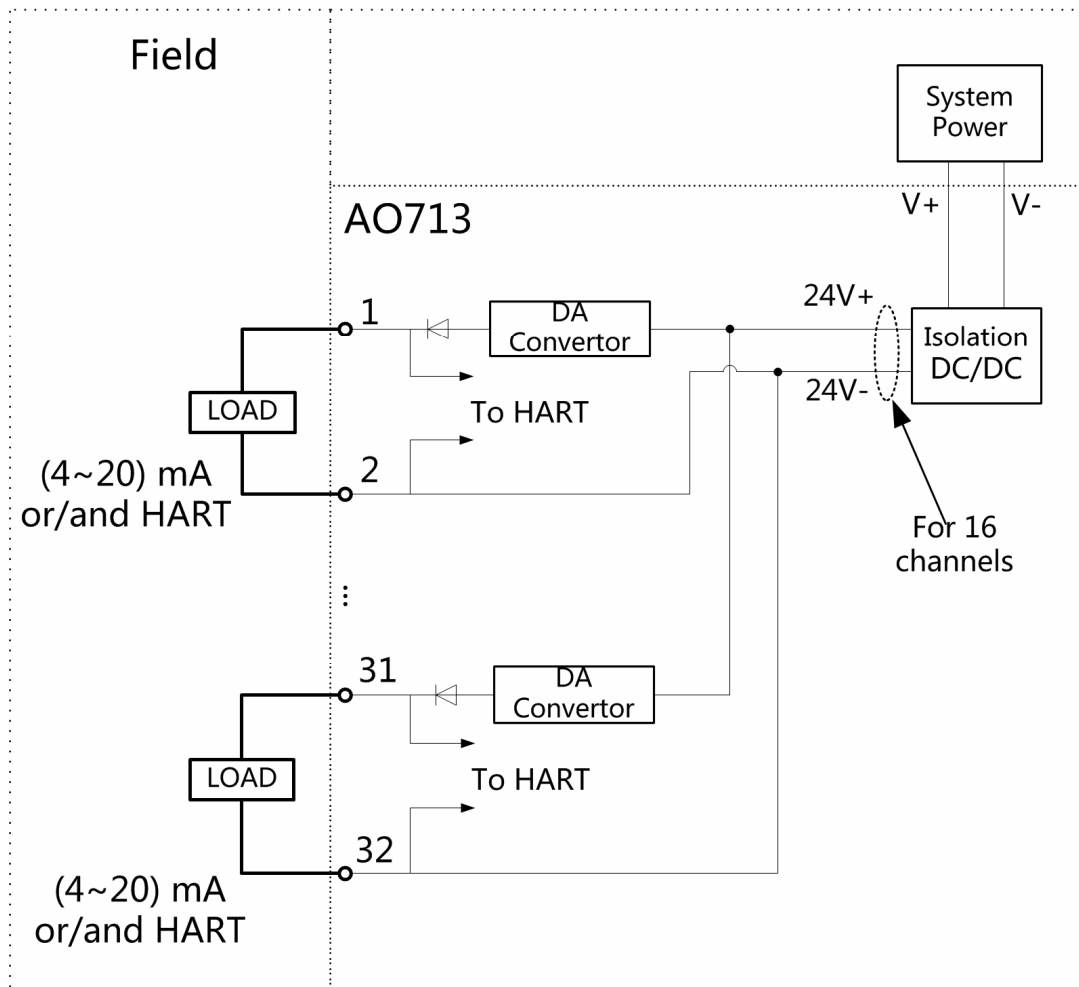 Field
System
Power
V+
V-
AO713
1
DA
Convertor
24V+
Isolation
DC/DC
24V-
To HART
LOAD
2
(4~20) mA
or/and HART
For 16
channels
31
DA
Convertor
To HART
LOAD
32
(4~20) mA
or/and HART